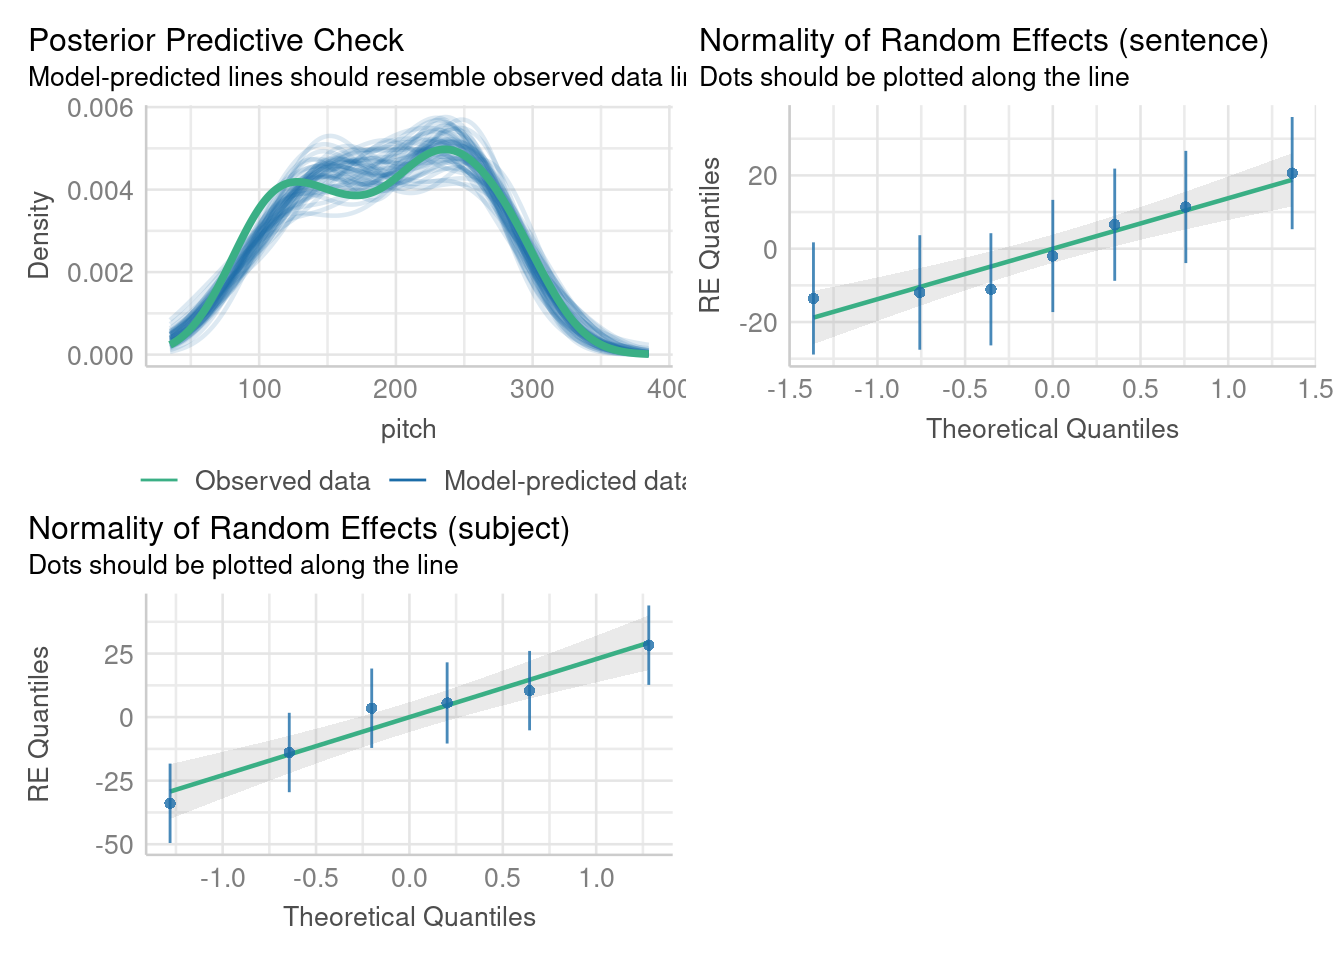 Posterior Predictive Check
Model-predicted lines should resemble observed data
0.006
0.004
0.002
0.000
Density
100 200 300
pitch
Observed data Model-predicted data
Normality of Random Effects (sentence)
Dots should be plotted along the line
20
0
-20
RE Quantiles
-1.5 -1.0 -0.5 0.0 0.5 1.0 1.5
Theoretical Quantiles
Normality of Random Effects (subject)
Dots should be plotted along the line
25
0
-25
-50
RE Quantiles
-1.0 -0.5 0.0 0.5 1.0
Theoretical Quantiles